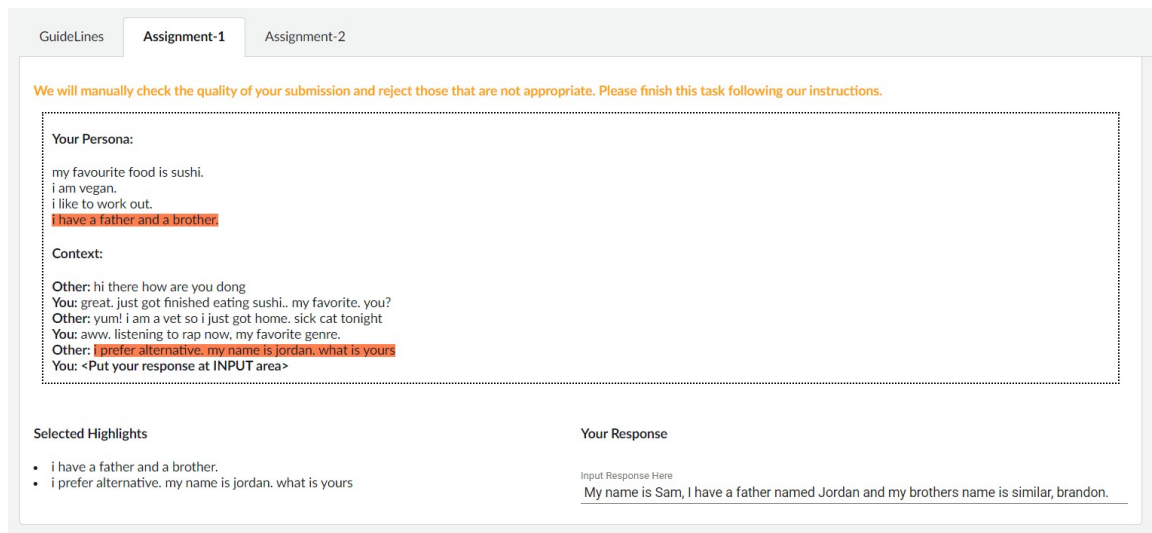 GuideLines
Assignment-1
Assignment-2
We will manually check the quality of your submission and reject those that are not appropriate. Please finish this task following our instructions.
Your Persona:
my favourite food is sushi.
i am vegan.
i like to work out.
i have a father and a brother.
Context:
Other: hi there how are you dong
You: great. just got finished eating sushi.. my favorite. you?
Other: yum! i am a vet so i just got home. sick cat tonight
You: aww. listening to rap now, my favorite genre.
Other: i prefer alternative. my name is jordan. what is yours
You: <Put your response at INPUT area>
Selected Highlights
• i have a father and a brother.
• i prefer alternative. my name is jordan. what is yours
Your Response
Input Response Here
My name is Sam, I have a father named Jordan and my brothers name is similar, brandon.